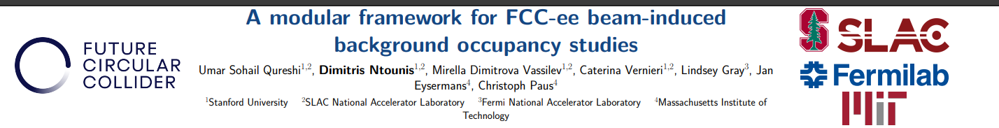 FUTURE
CIRCULAR
COLLIDER
A modular framework for FCC-ee beam-induced
background occupancy studies
Umar Sohail Qureshi1,2, Dimitris Ntounis1,2, Mirella Dimitrova Vassilev1,2, Caterina Vernieri1,2, Lindsey Gray3, Jan
Eysermans4, Christoph Paus4
1Stanford University 2SLAC National Accelerator Laboratory 3Fermi National Accelerator Laboratory 4Massachusetts Institute of
Technology
S SLAC
Fermilab
MIT